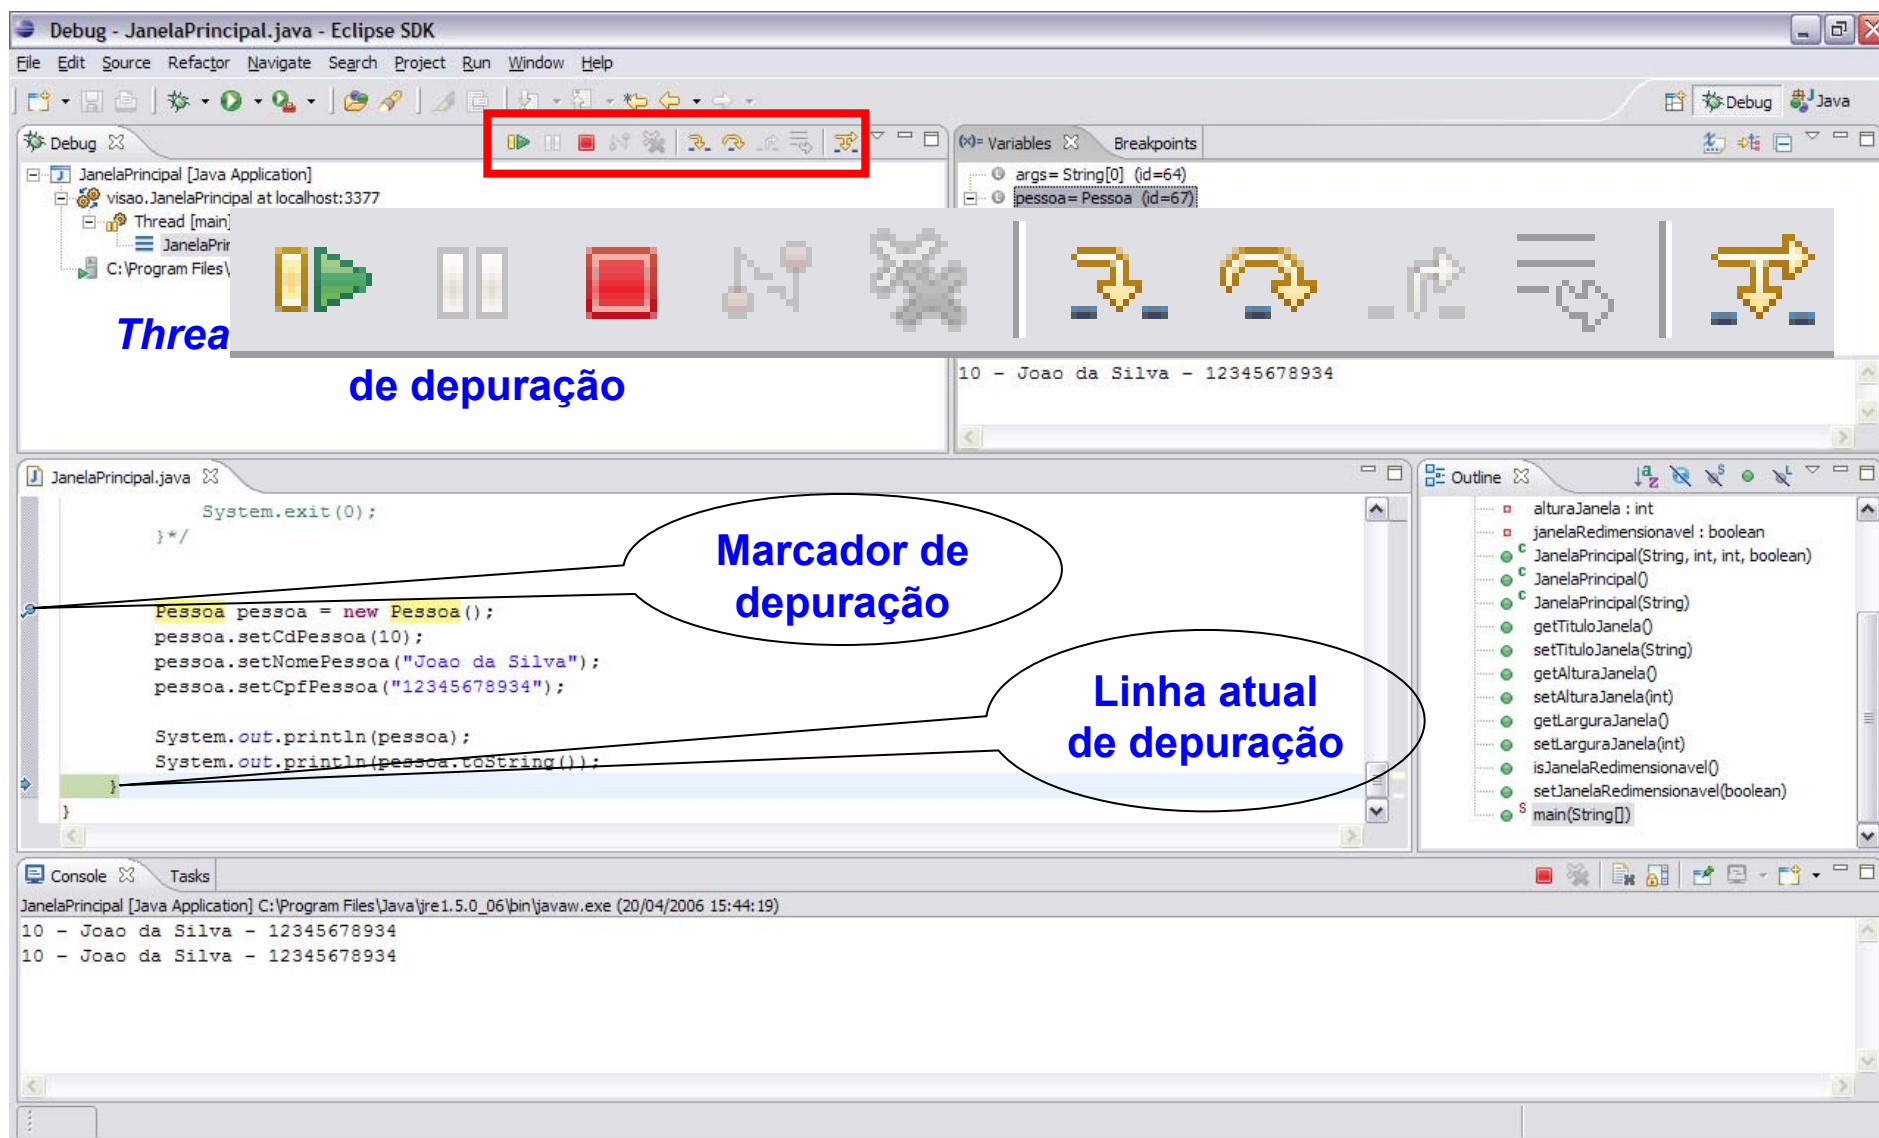 Debug - JanelaPrincipal.java - Eclipse SDK
File Edit Source Refactor Navigate Search Project Run Window Help
Debug Java
Debug
JanelaPrincipal [Java Application]
visao.JanelaPrincipal at localhost:3377
Thread [main]
JanelaPrin
C:\Program Files\
Threa
de depuração
(x)= Variables Breakpoints
args= String[0] (id=64)
pessoa= Pessoa (id=67)
10 - Joao da Silva - 12345678934
JanelaPrincipal.java
System.exit(0);
}*/
Pessoa pessoa = new Pessoa();
pessoa.setCdPessoa(10);
pessoa.setNomePessoa("Joao da Silva");
pessoa.setCpfPessoa("12345678934");
System.out.println(pessoa);
System.out.println(pessoa.toString());
}
}
Marcador de
depuração
Linha atual
de depuração
Outline
alturaJanela : int
janelaRedimensionavel : boolean
JanelaPrincipal(String, int, int, boolean)
JanelaPrincipal()
JanelaPrincipal(String)
getTituloJanela()
setTituloJanela(String)
getAlturaJanela()
setAlturaJanela(int)
getLarguraJanela()
setLarguraJanela(int)
isJanelaRedimensionavel()
setJanelaRedimensionavel(boolean)
main(String[])
Console Tasks
JanelaPrincipal [Java Application] C:\Program Files\Java\jre1.5.0_06\bin\javaw.exe (20/04/2006 15:44:19)
10 - Joao da Silva - 12345678934
10 - Joao da Silva - 12345678934